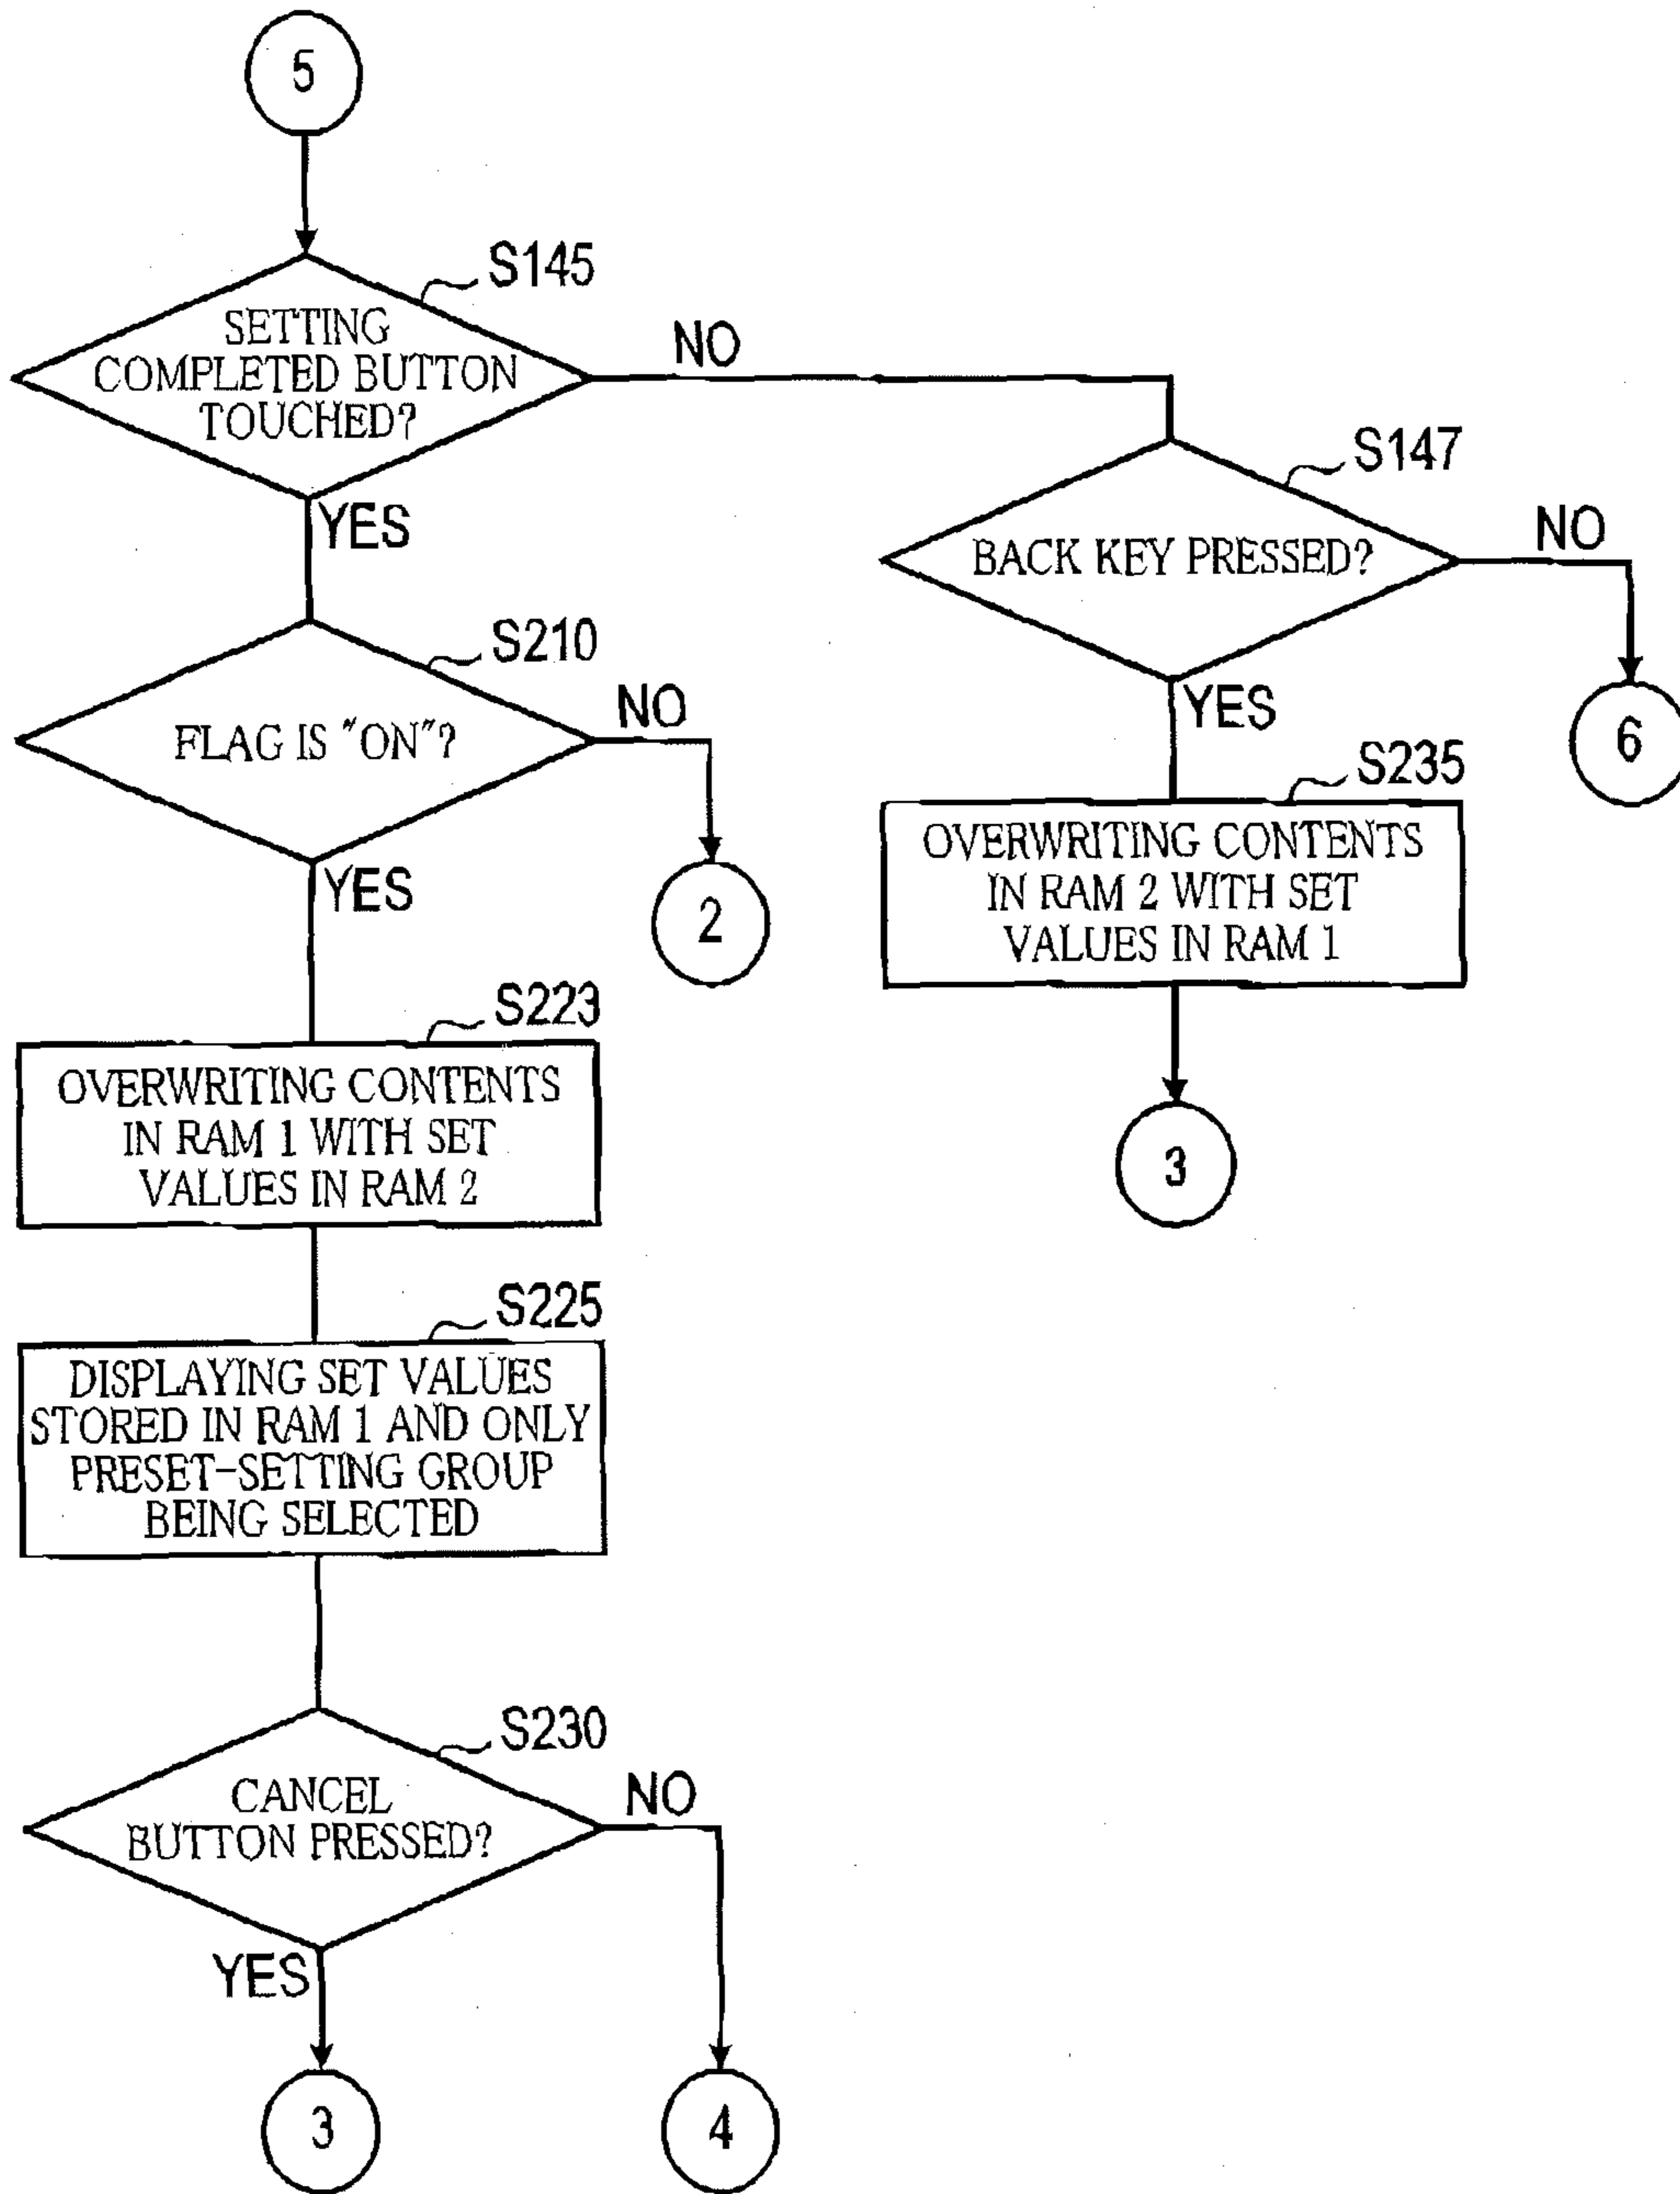 5
S145
SETTING
COMPLETED BUTTON
TOUCHED?
NO
YES
S147
BACK KEY PRESSED?
NO
6
YES
S210
FLAG IS "ON"?
NO
2
YES
S235
OVERWRITING CONTENTS
IN RAM 2 WITH SET
VALUES IN RAM 1
3
S223
OVERWRITING CONTENTS
IN RAM 1 WITH SET
VALUES IN RAM 2
S225
DISPLAYING SET VALUES
STORED IN RAM 1 AND ONLY
PRESET-SETTING GROUP
BEING SELECTED
S230
CANCEL
BUTTON PRESSED?
NO
YES
3
4